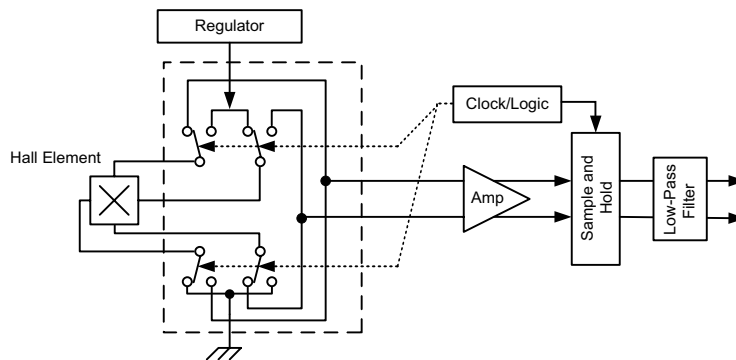 Regulator
Clock/Logic
Hall Element
Amp
Sample and
Hold
Low-Pass
Filter